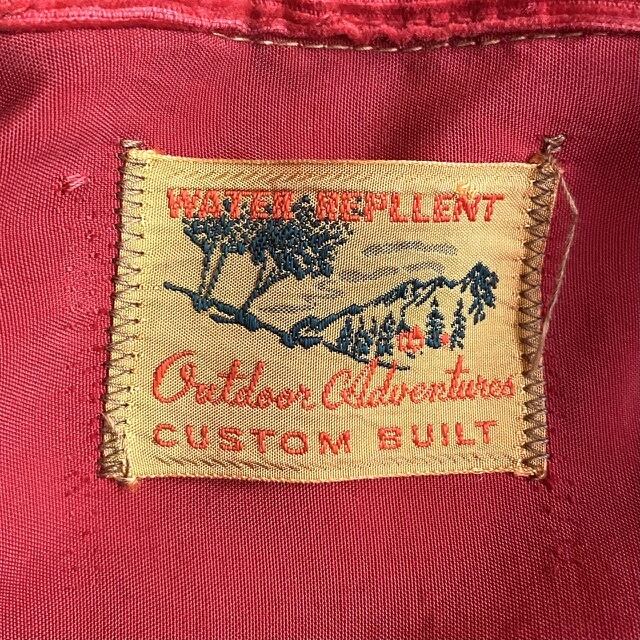 WATER REPLLENT
Outdoor Adventures
CUSTOM BUILT